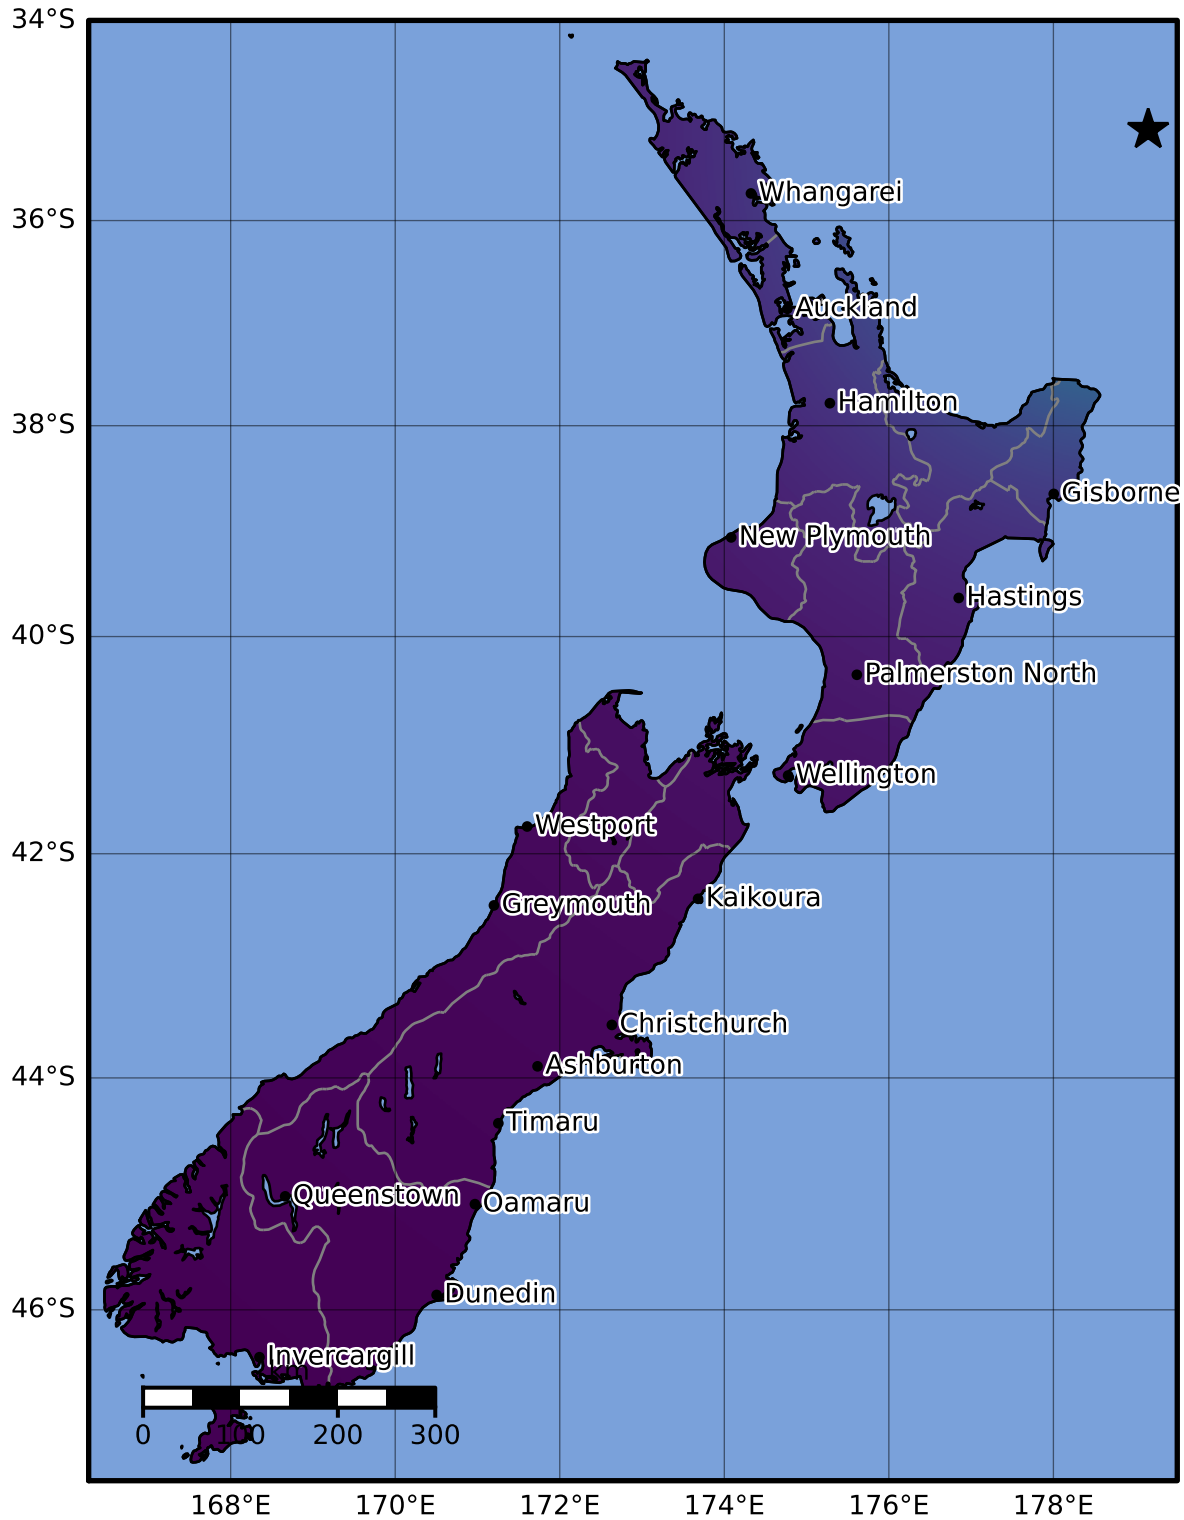 34°S
Whangarei
36°S
Auckland
Hamilton
38°S
Gisborne
New Plymouth
Hastings
40°S
Palmerston North
Wellington
Westport
42°S
Kaikoura
Greymouth
Christchurch
Ashburton
44°S
Timaru
Queenstown
Oamaru
Dunedin
46°S
Invercargill
0 100 200 300
168°E 170°E 172°E 174°E 176°E 178°E